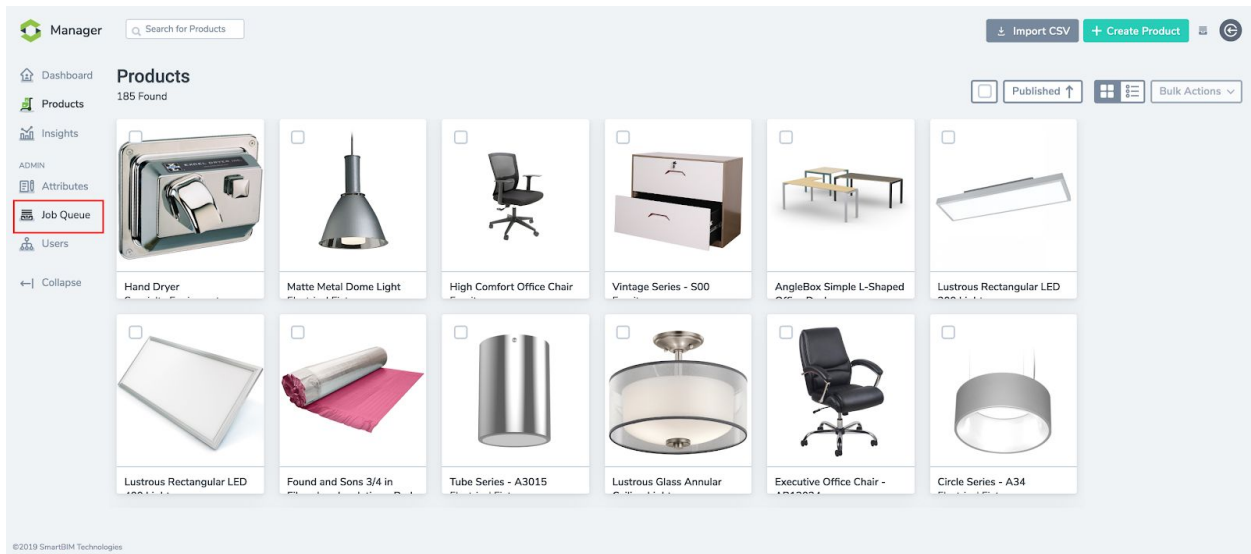 Manager
Search for Products
Import CSV
+ Create Product
Dashboard
Products
Insights
ADMIN
Attributes
Job Queue
Users
Collapse
Products
185 Found
Published ↑
Bulk Actions
Hand Dryer
Matte Metal Dome Light
High Comfort Office Chair
Vintage Series - S00
AngleBox Simple L-Shaped
Lustrous Rectangular LED
Lustrous Rectangular LED
Found and Sons 3/4 in
Tube Series - A3015
Lustrous Glass Annular
Executive Office Chair -
Circle Series - A34
©2019 SmartBIM Technologies